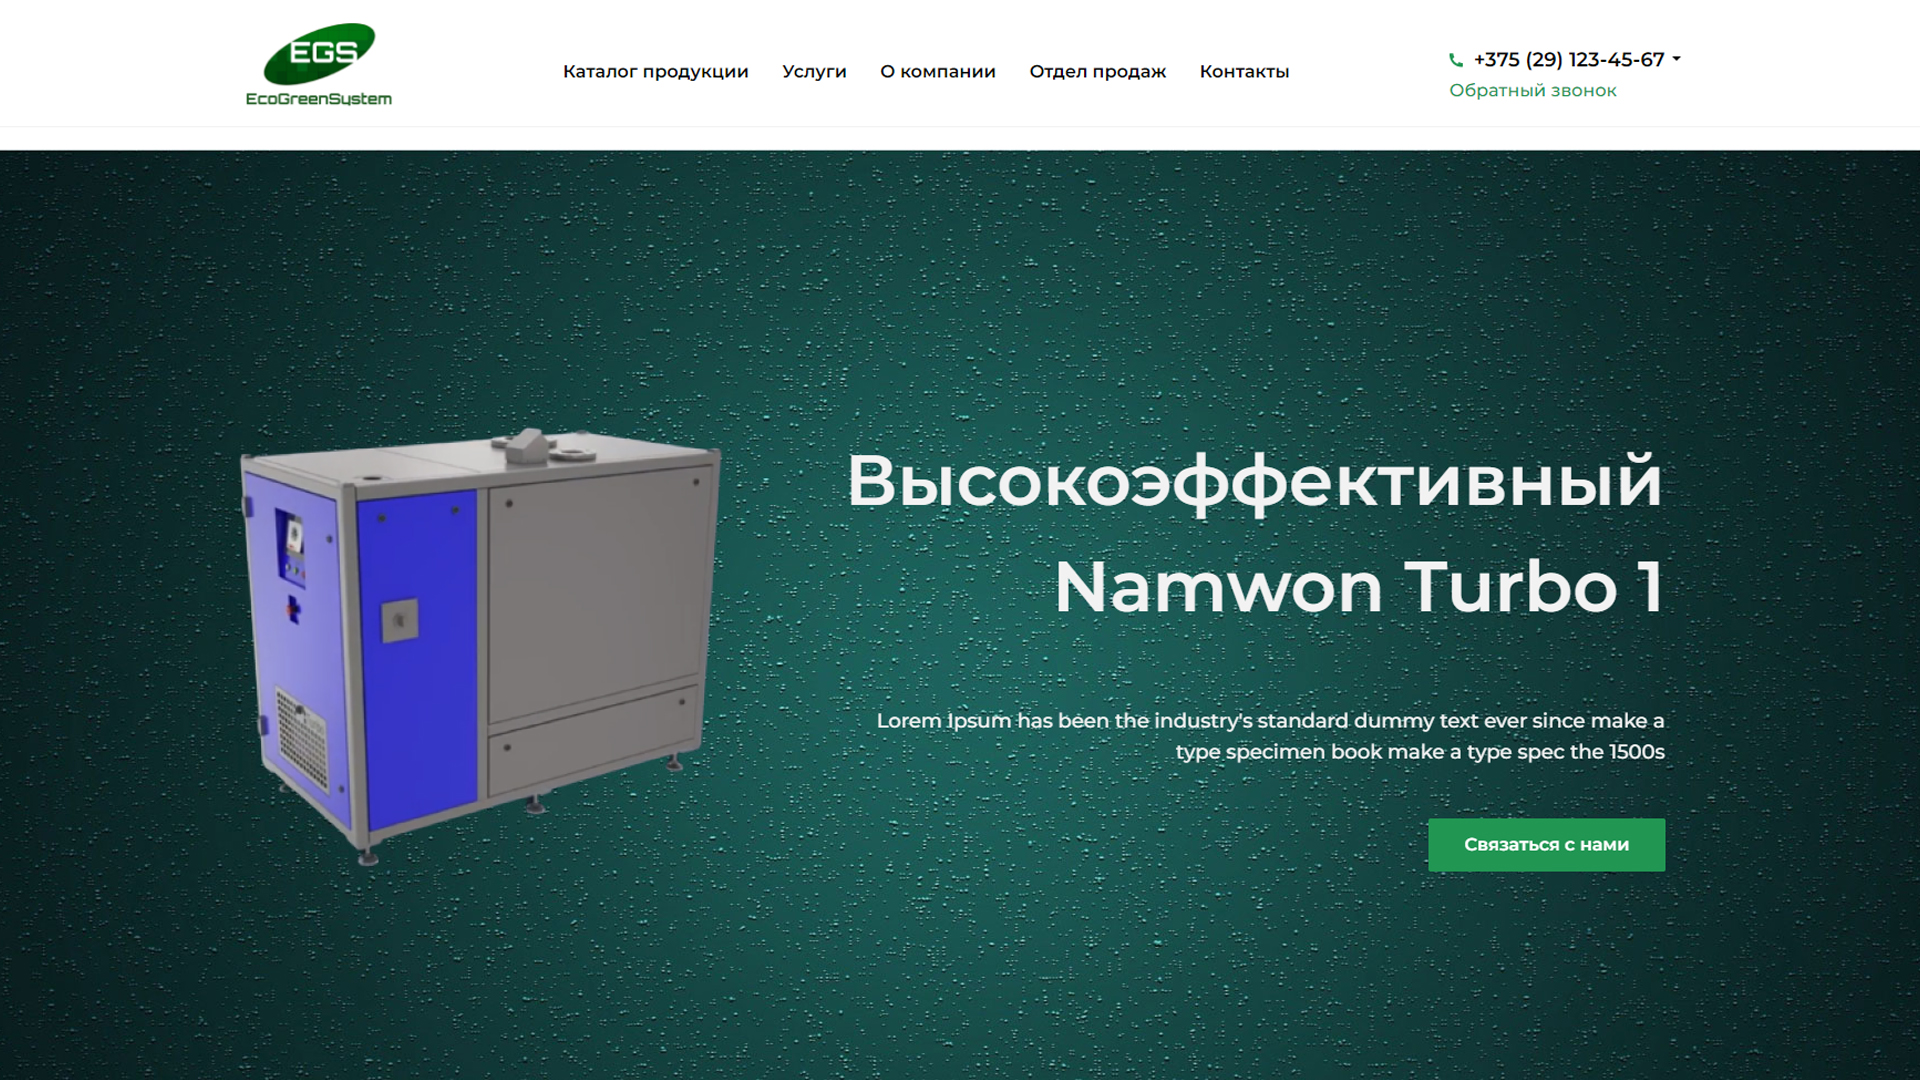 EGS
EcoGreenSystem
Каталог продукции
Услуги
О компании
Отдел продаж
Контакты
+375 (29) 123-45-67
Обратный звонок
Высокоэффективный
Namwon Turbo 1
Lorem Ipsum has been the industry's standard dummy text ever since make a
type specimen book make a type spec the 1500s
Связаться с нами